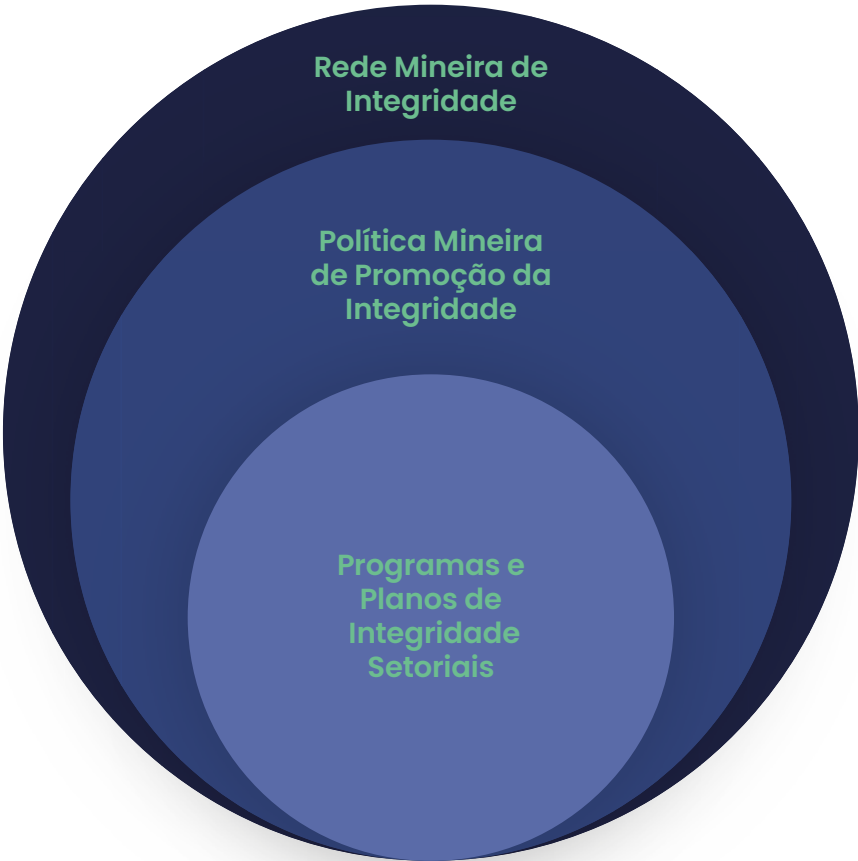 Rede Mineira de
Integridade
Política Mineira
de Promoção da
Integridade
Programas e
Planos de
Integridade
Setoriais